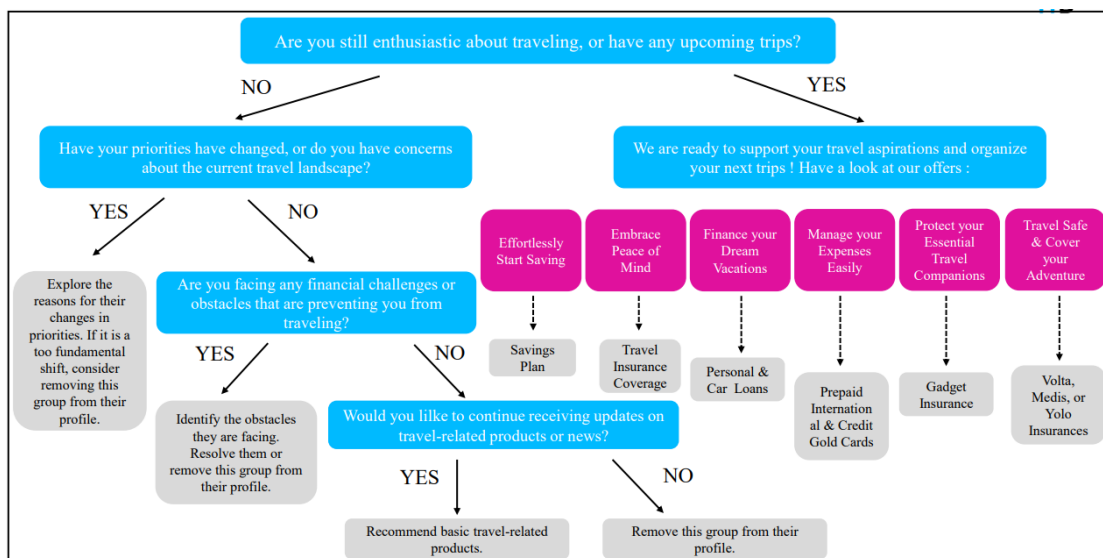 Are you still enthusiastic about traveling, or have any upcoming trips?
NO
YES
Have your priorities have changed, or do you have concerns
about the current travel landscape?
We are ready to support your travel aspirations and organize
your next trips ! Have a look at our offers :
YES
NO
Effortlessly
Start Saving
Embrace
Peace of
Mind
Finance your
Dream
Vacations
Manage your
Expenses
Easily
Protect your
Essential
Travel
Companions
Travel Safe
& Cover
your
Adventure
Explore the
reasons for their
changes in
priorities. If it is a
too fundamental
shift, consider
removing this
group from their
profile.
Are you facing any financial challenges or
obstacles that are preventing you from
traveling?
Savings
Plan
Travel
Insurance
Coverage
Personal &
Car Loans
Prepaid
Internation
al & Credit
Gold Cards
Gadget
Insurance
Volta,
Medis, or
Yolo
Insurances
YES
NO
Identify the obstacles
they are facing.
Resolve them or
remove this group from
their profile.
Would you lilke to continue receiving updates on
travel-related products or news?
YES
NO
Recommend basic travel-related
products.
Remove this group from their
profile.